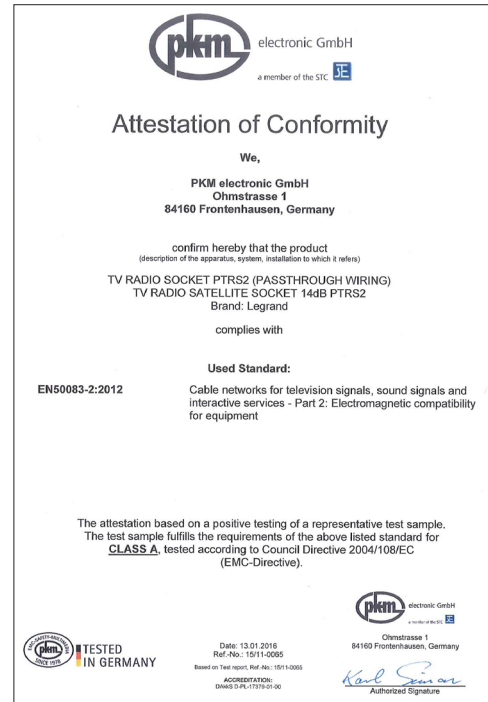 pkm electronic GmbH
a member of the STC
Attestation of Conformity
We,
PKM electronic GmbH
Ohmstrasse 1
84160 Frontenhausen, Germany
confirm hereby that the product
(description of the apparatus, system, installation to which it refers)
TV RADIO SOCKET PTRS2 (PASSTHROUGH WIRING)
TV RADIO SATELLITE SOCKET 14dB PTRS2
Brand: Legrand
complies with
Used Standard:
EN50083-2:2012
Cable networks for television signals, sound signals and
interactive services - Part 2: Electromagnetic compatibility
for equipment
The attestation based on a positive testing of a representative test sample.
The test sample fulfills the requirements of the above listed standard for
CLASS A, tested according to Council Directive 2004/108/EC
(EMC-Directive).
EMC-SAFETY-MULTIMEDIA
pkm
SINCE 1978
TESTED
IN GERMANY
Date: 13.01.2016
Ref.-No.: 15/11-0065
Based on Test report, Ref.-No.: 15/11-0065
ACCREDITATION:
DAkkS D-PL-17379-01-00
pkm electronic GmbH
a member of the STC
Ohmstrasse 1
84160 Frontenhausen, Germany
Karl
Authorized Signature